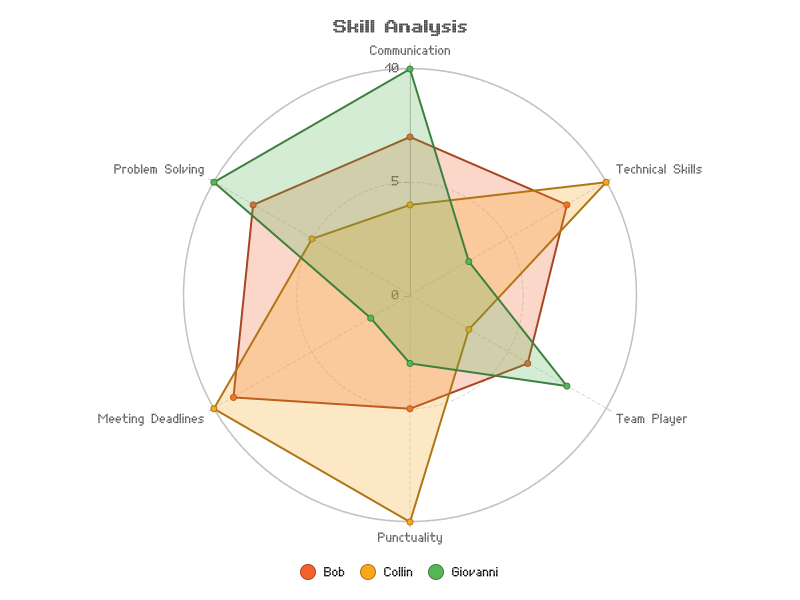 Skill Analysis
Communication
10
Problem Solving
Technical Skills
5
0
Meeting Deadlines
Team Player
Punctuality
Bob
Collin
Giovanni